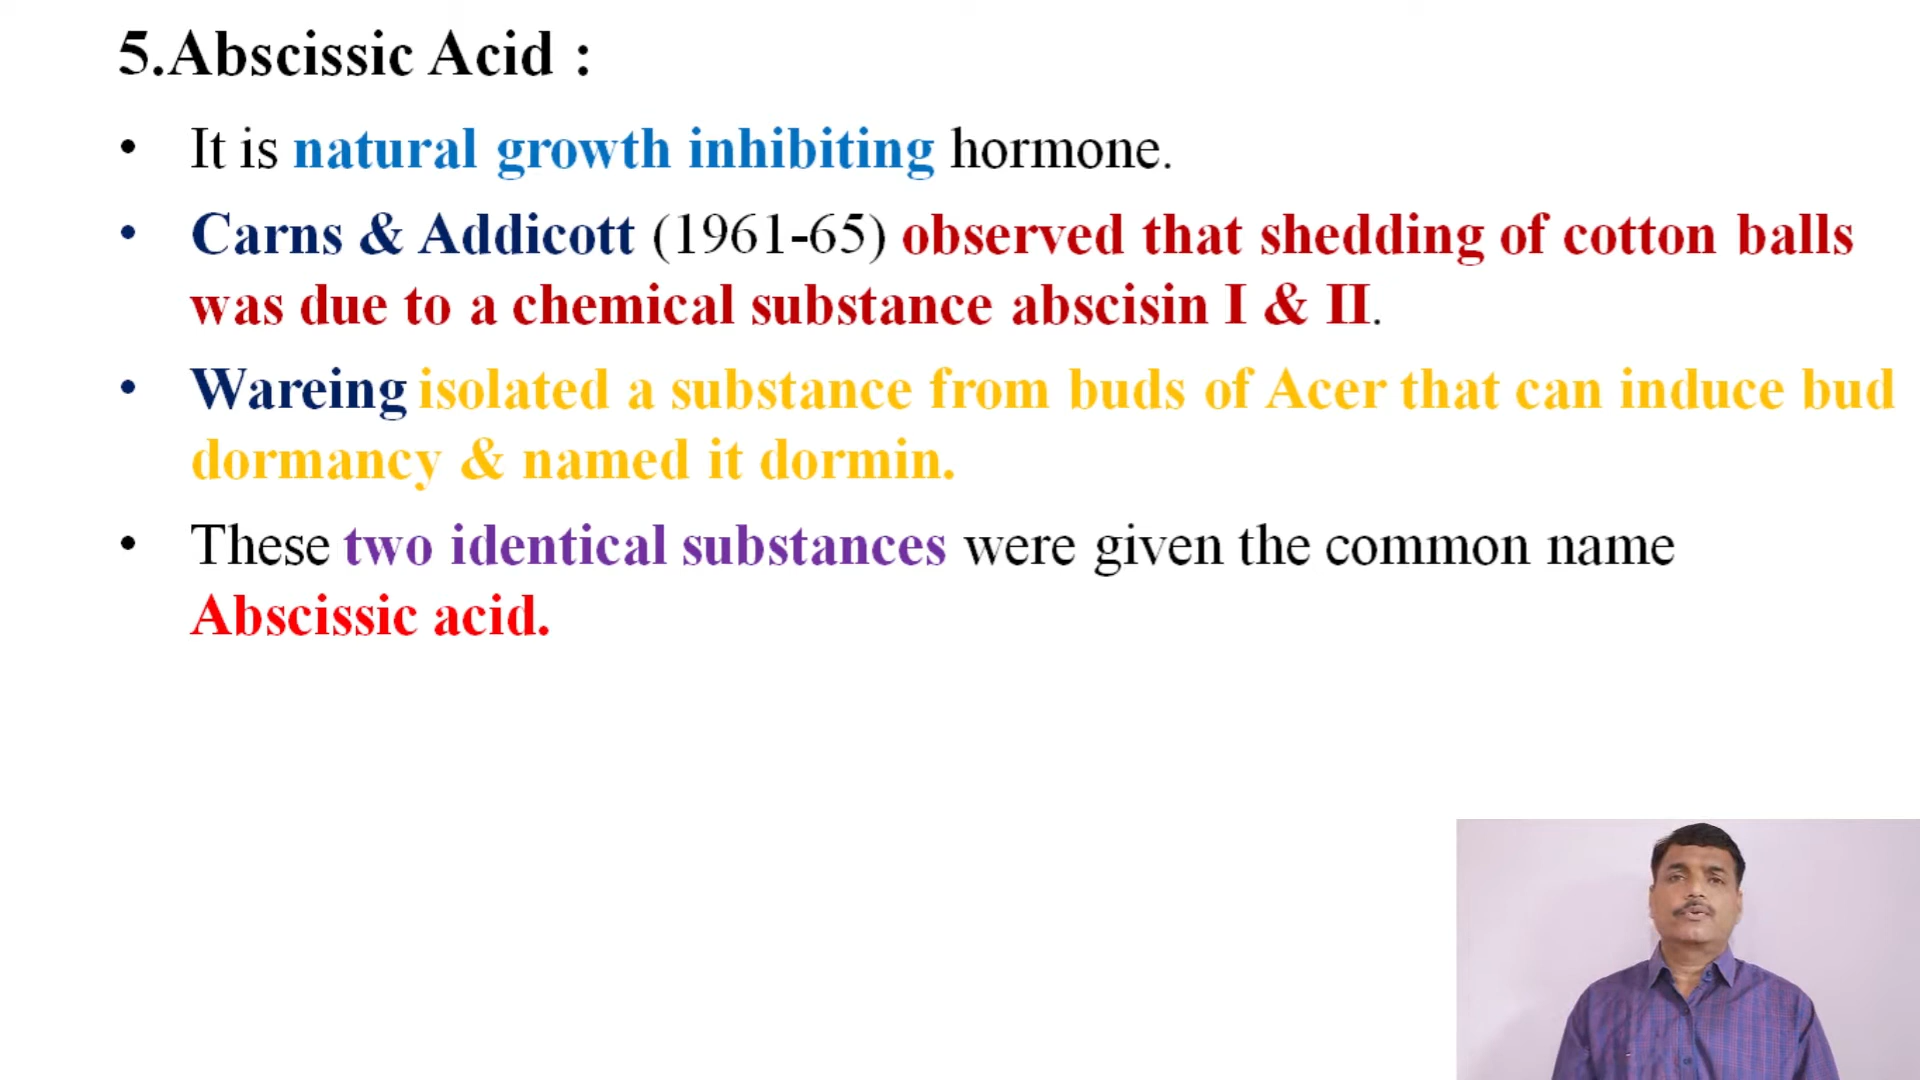 5.Abscissic Acid :
• It is natural growth inhibiting hormone.
• Carns & Addicott (1961-65) observed that shedding of cotton balls
was due to a chemical substance abscisin I & II.
• Wareing isolated a substance from buds of Acer that can induce bud
dormancy & named it dormin.
• These two identical substances were given the common name
Abscissic acid.